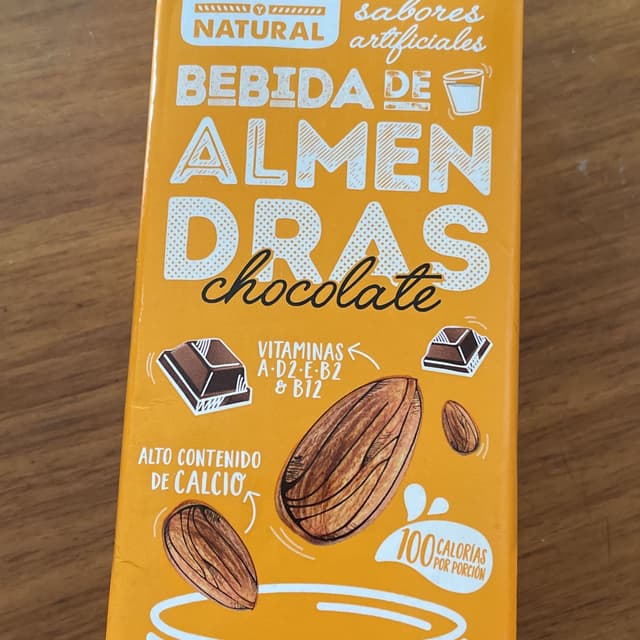 Y
NATURAL
sabores
artificiales
BEBIDA DE
ALMEN
DRAS
chocolate
VITAMINAS
A·D2·E·B2
& B12
ALTO CONTENIDO
DE CALCIO
100 CALORÍAS
POR PORCIÓN